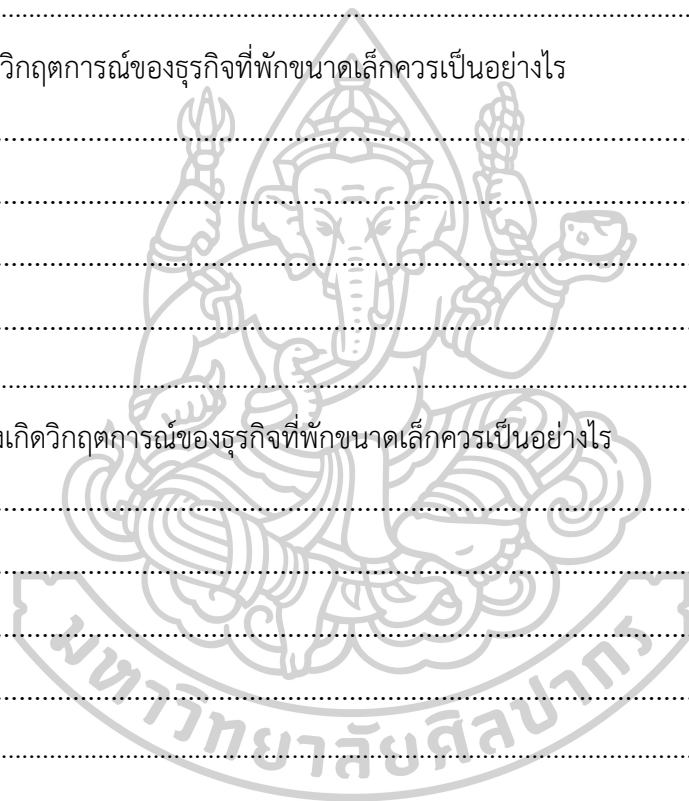 วิกฤตการณ์ของธุรกิจที่พักขนาดเล็กควรเป็นอย่างไร
งเกิดวิกฤตการณ์ของธุรกิจที่พักขนาดเล็กควรเป็นอย่างไร
มหาวิทยาลัยศิลปากร